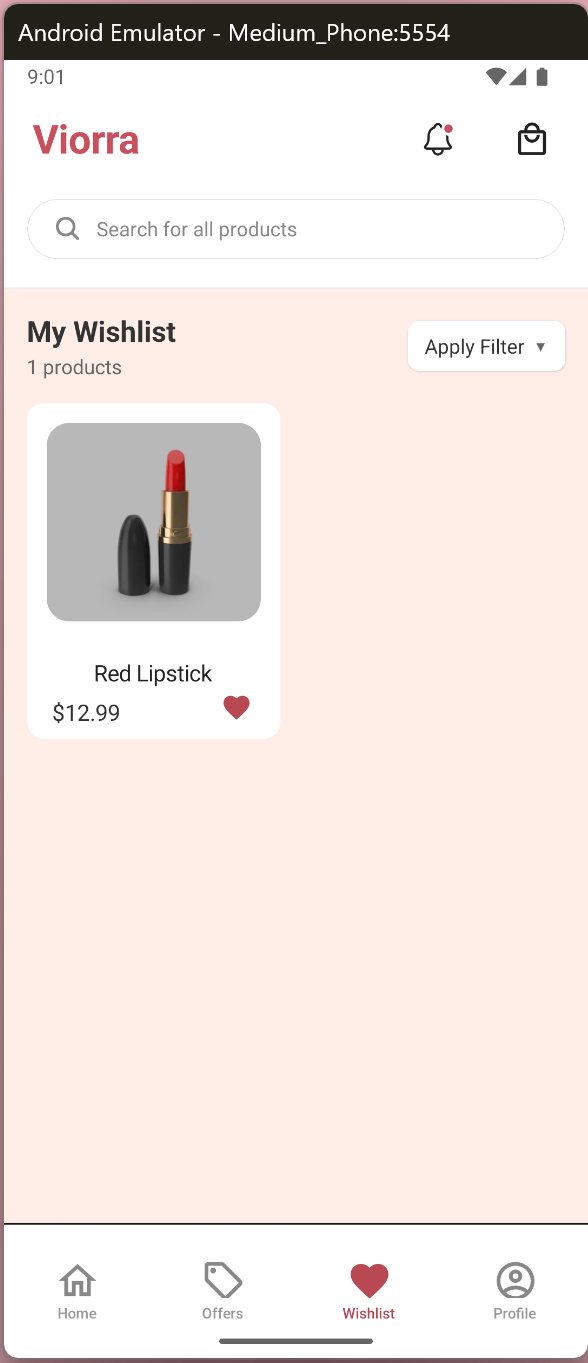 Android Emulator - Medium_Phone:5554
9:01
Viorra
Search for all products
My Wishlist
1 products
Apply Filter ▼
Red Lipstick
$12.99
Home
Offers
Wishlist
Profile